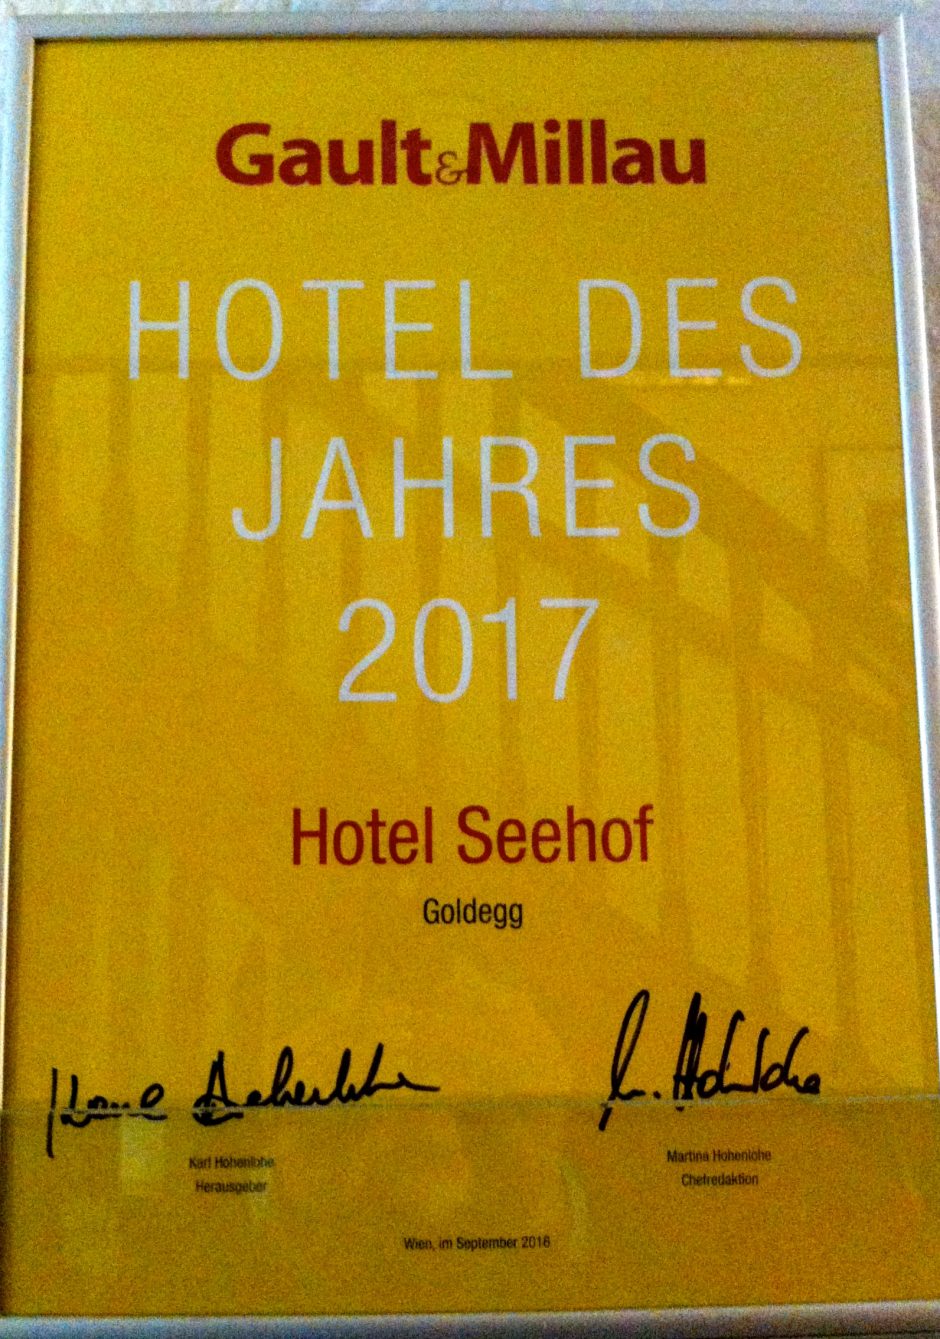 Gault&Millau
HOTEL DES
JAHRES
2017
Hotel Seehof
Goldegg
Karl Hohenlohe
Herausgeber
Martina Hohenlohe
Chefredaktion
Wien, im September 2016